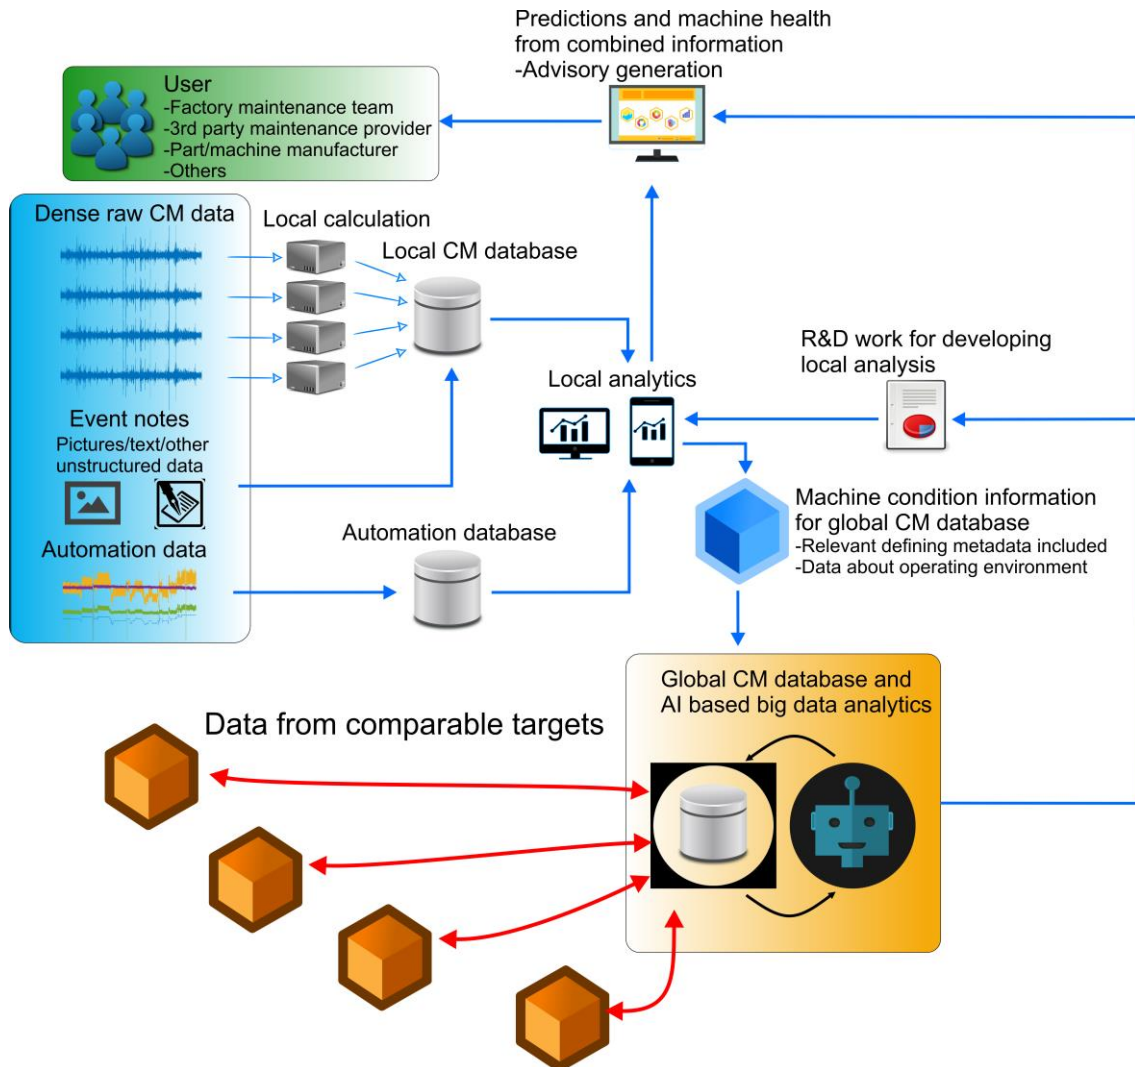 Predictions and machine health
from combined information
-Advisory generation
User
-Factory maintenance team
-3rd party maintenance provider
-Part/machine manufacturer
-Others
Dense raw CM data
Local calculation
Local CM database
R&D work for developing
local analysis
Local analytics
Event notes
Pictures/text/other
unstructured data
Machine condition information
for global CM database
-Relevant defining metadata included
-Data about operating environment
Automation database
Automation data
Global CM database and
AI based big data analytics
Data from comparable targets